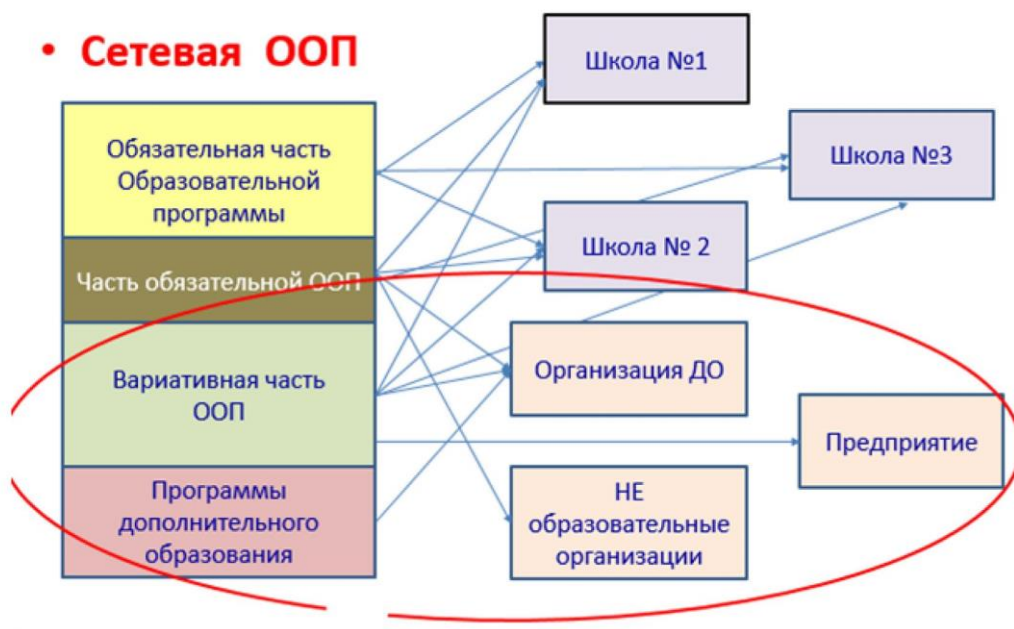 • Сетевая ООП
Обязательная часть
Образовательной
программы
Часть обязательной ООП
Вариативная часть
ООП
Программы
дополнительного
образования
Школа №1
Школа №3
Школа № 2
Организация ДО
Предприятие
НЕ
образовательные
организации